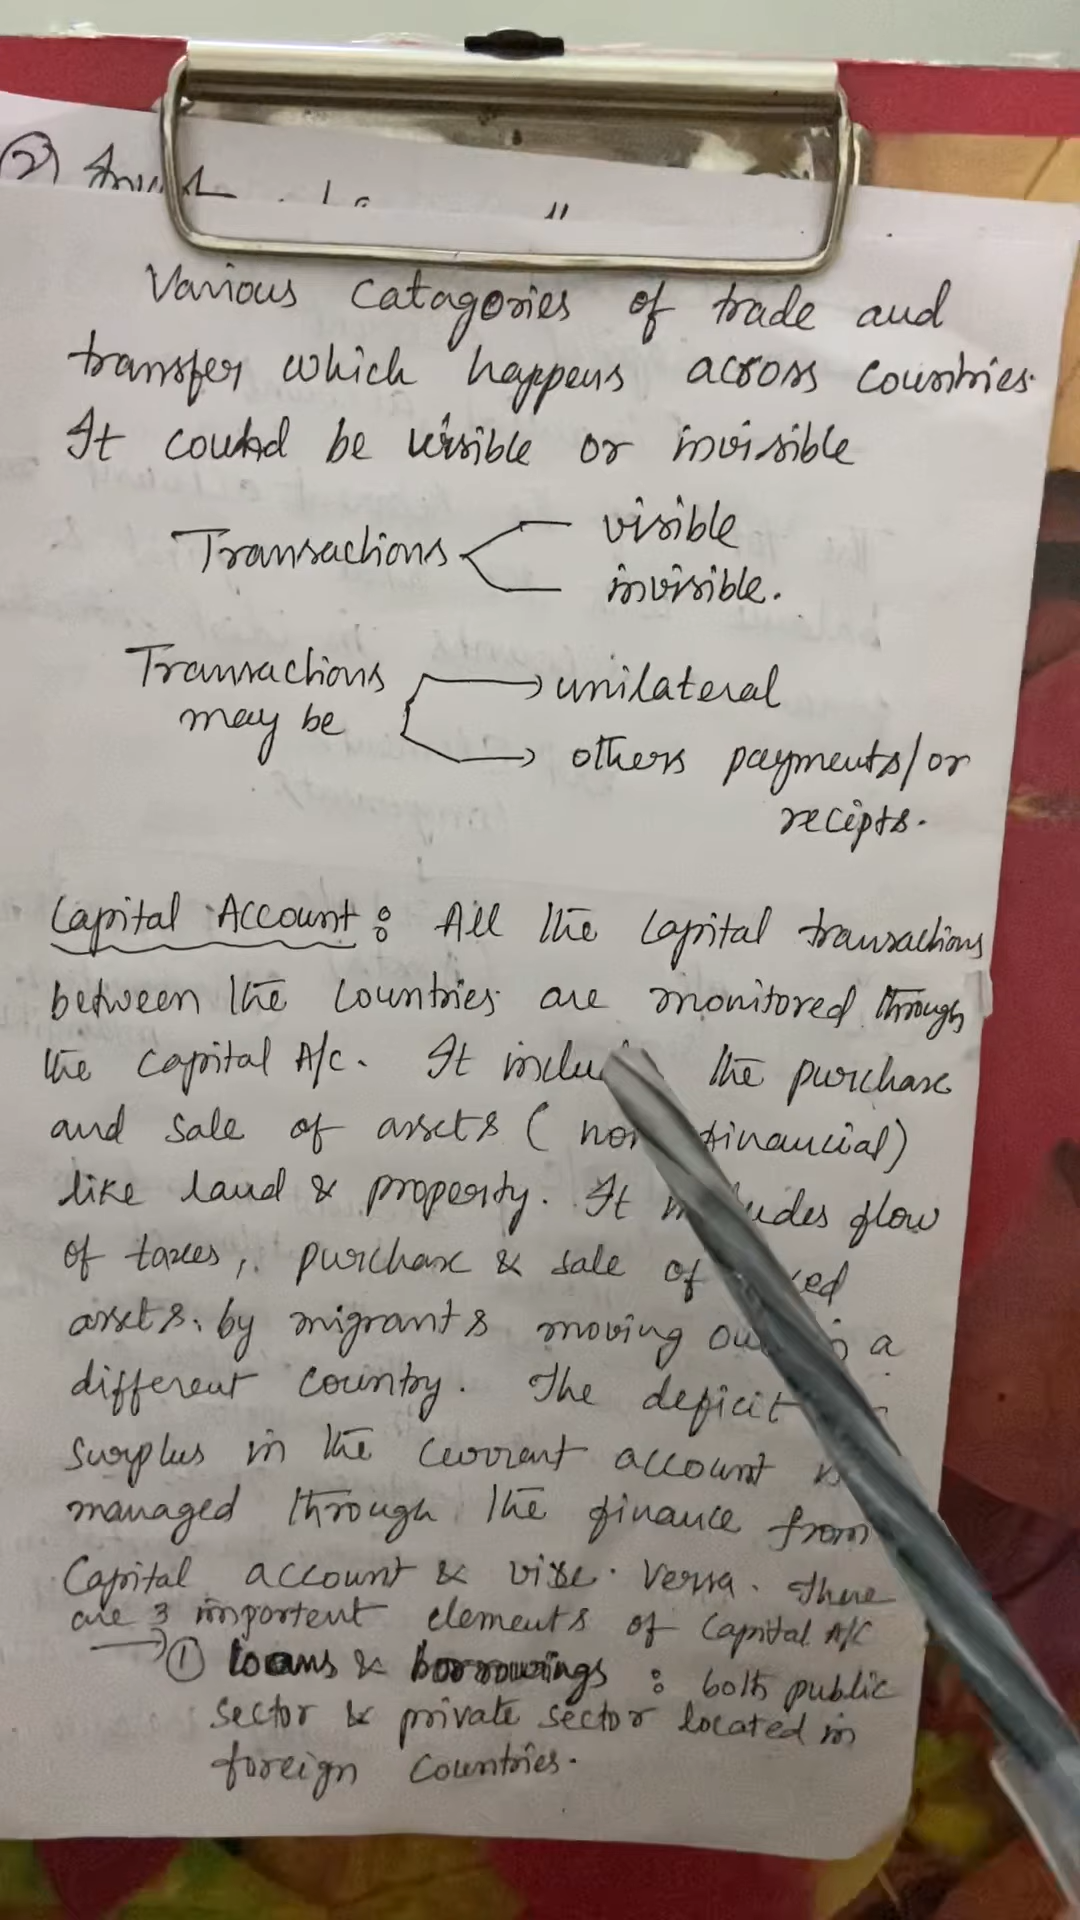 2)
Various Catagories of trade and
transfer which happens across Countries.
It could be visible or invisible
Transactions visible
invisible.
Transactions
may be
unilateral
others payments/or
recipts.
Capital Account : All the Capital transactions
between the Countries are monitored through
the Capital A/c. It the purchase
and sale of assets ( financial)
like land & property. It flow
of taxes, purchase & sale of
assets by migrants moving a
different Country. The deficit
surplus in the current account
managed through the finance from
Capital account & vise. versa. There
are 3 importent elements of Capital A/C
→ ① loans & borrowings : both public
sector & private sector located in
foreign Countries.